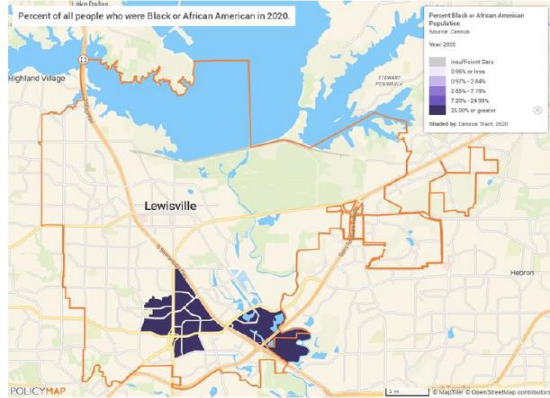 Lake Dallas
Percent of all people who were Black or African American in 2020.
Percent Black or African American
Population
Source: Census
Year: 2020
Insufficient Data
0.96% or less
0.97% - 2.84%
2.85% - 7.19%
7.20% - 24.99%
25.00% or greater
Shaded by: Census Tract, 2020
Highland Village
STEWART
PENINSULA
Lewisville
Hebron
POLICYMAP
© MapTiler © OpenStreetMap contributors